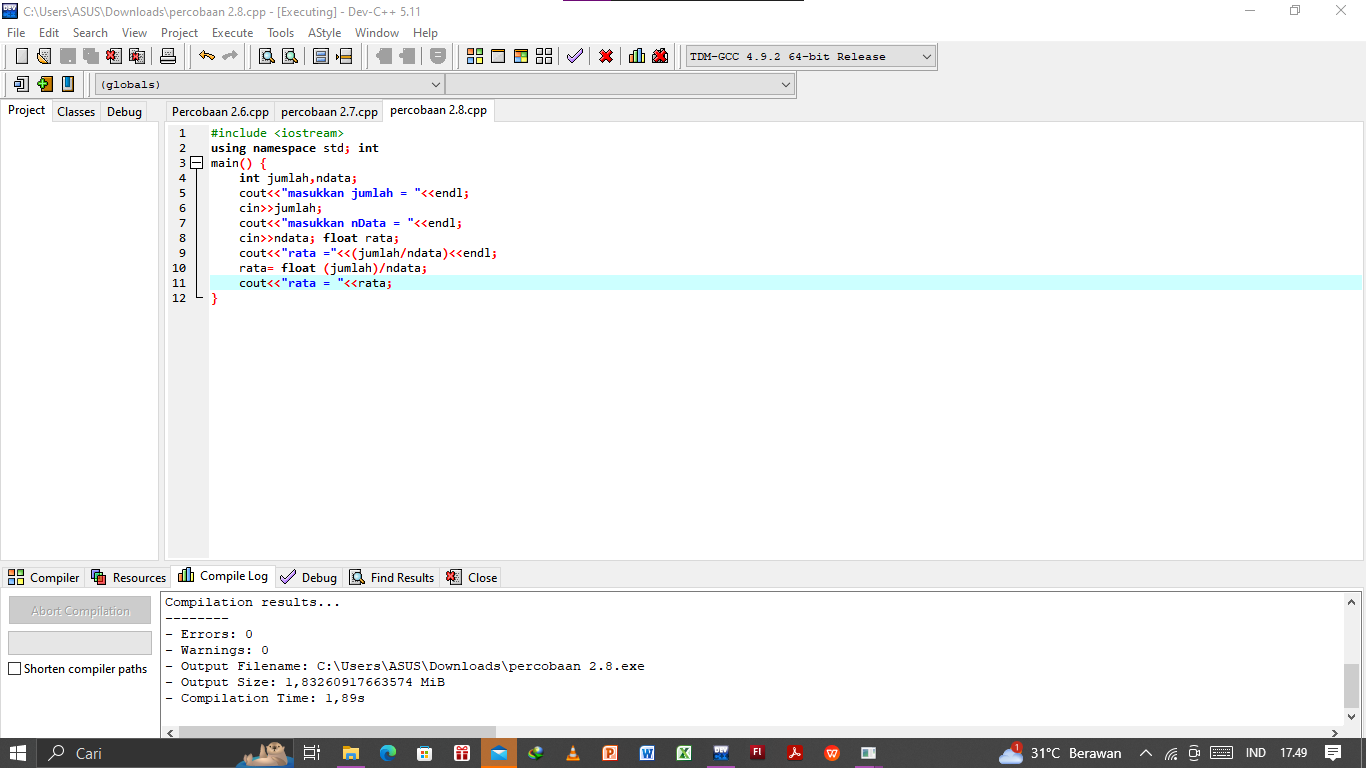 C:\Users\ASUS\Downloads\percobaan 2.8.cpp - [Executing] - Dev-C++ 5.11
File Edit Search View Project Execute Tools AStyle Window Help
TDM-GCC 4.9.2 64-bit Release
(globals)
Project Classes Debug
Percobaan 2.6.cpp percobaan 2.7.cpp percobaan 2.8.cpp
1 #include <iostream>
2 using namespace std; int
3 main() {
4 int jumlah,ndata;
5 cout<<"masukkan jumlah = "<<endl;
6 cin>>jumlah;
7 cout<<"masukkan nData = "<<endl;
8 cin>>ndata; float rata;
9 cout<<"rata ="<<(jumlah/ndata)<<endl;
10 rata= float (jumlah)/ndata;
11 cout<<"rata = "<<rata;
12 }
Compiler Resources Compile Log Debug Find Results Close
Abort Compilation
Shorten compiler paths
Compilation results...
--------
- Errors: 0
- Warnings: 0
- Output Filename: C:\Users\ASUS\Downloads\percobaan 2.8.exe
- Output Size: 1,83260917663574 MiB
- Compilation Time: 1,89s
Cari
1 31°C Berawan IND 17.49